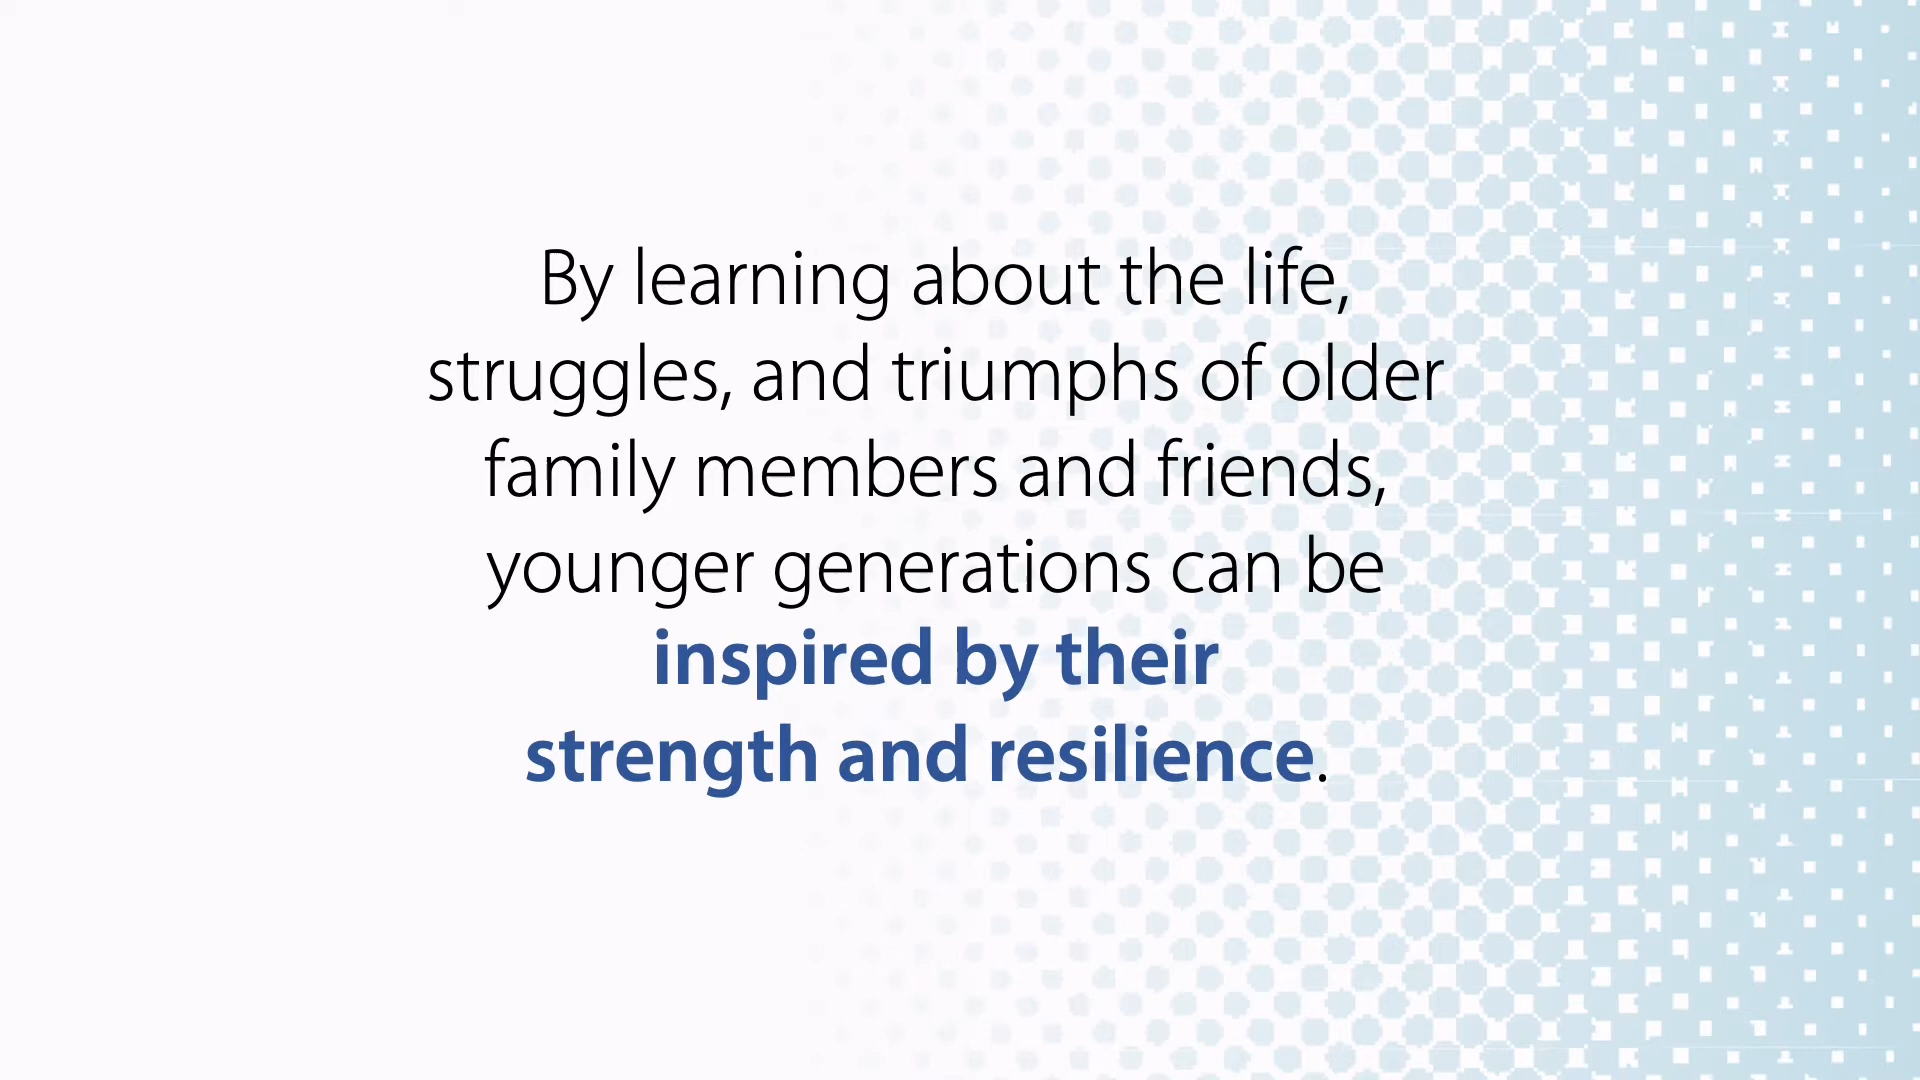 By learning about the life,
struggles, and triumphs of older
family members and friends,
younger generations can be
inspired by their
strength and resilience.